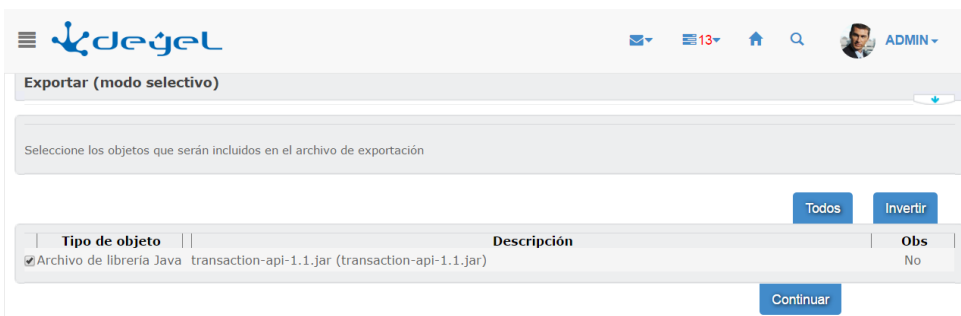 deyel
13
ADMIN
Exportar (modo selectivo)
Seleccione los objetos que serán incluidos en el archivo de exportación
Todos
Invertir
Tipo de objeto Descripción Obs
Archivo de librería Java transaction-api-1.1.jar (transaction-api-1.1.jar) No
Continuar